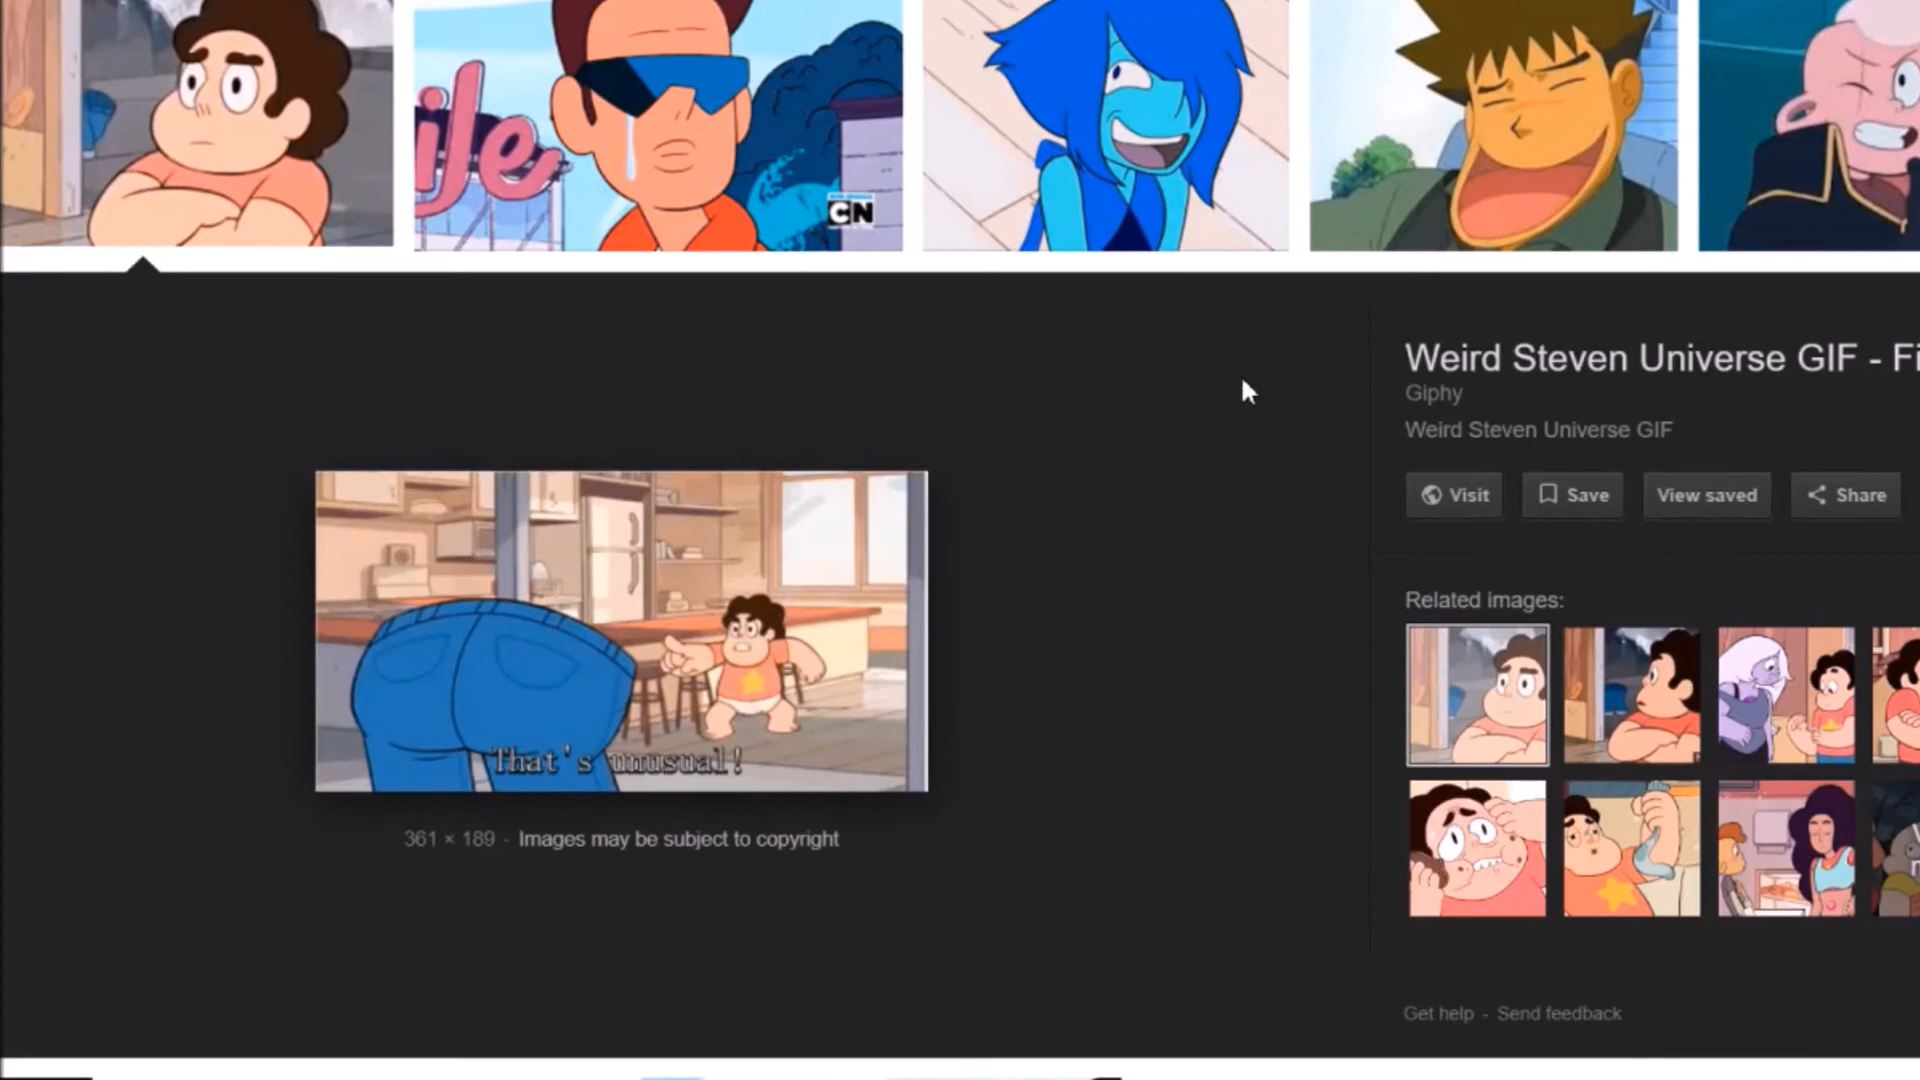 ile
CN
Weird Steven Universe GIF - Fi
Giphy
Weird Steven Universe GIF
Visit
Save
View saved
Share
That's unusual!
Related images:
361 × 189 - Images may be subject to copyright
Get help - Send feedback